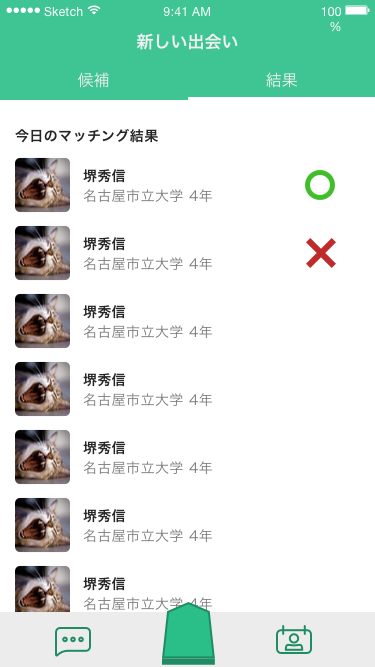 Sketch 9:41 AM 100
%
新しい出会い
候補 結果
今日のマッチング結果
堺秀信
名古屋市立大学 4年
堺秀信
名古屋市立大学 4年
堺秀信
名古屋市立大学 4年
堺秀信
名古屋市立大学 4年
堺秀信
名古屋市立大学 4年
堺秀信
名古屋市立大学 4年
堺秀信
名古屋市立大学 4年